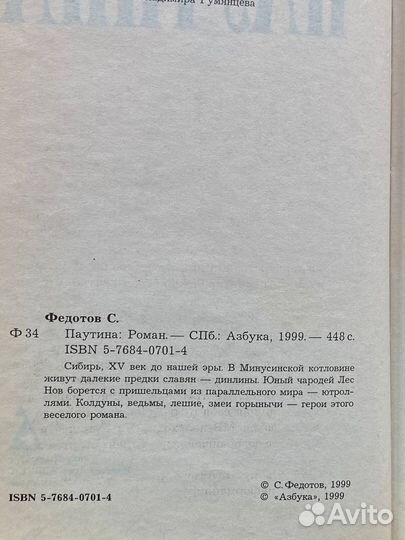 Федотов С.
Ф 34 Паутина: Роман. — СПб.: Азбука, 1999. — 448 с.
ISBN 5-7684-0701-4
Сибирь, XV век до нашей эры. В Минусинской котловине
живут далекие предки славян — динлины. Юный чародей Лес
Нов борется с пришельцами из параллельного мира — ютрол-
лями. Колдуны, ведьмы, лешие, змеи горынычи — герои этого
веселого романа.
ISBN 5-7684-0701-4
© С. Федотов, 1999
© «Азбука», 1999
Avito